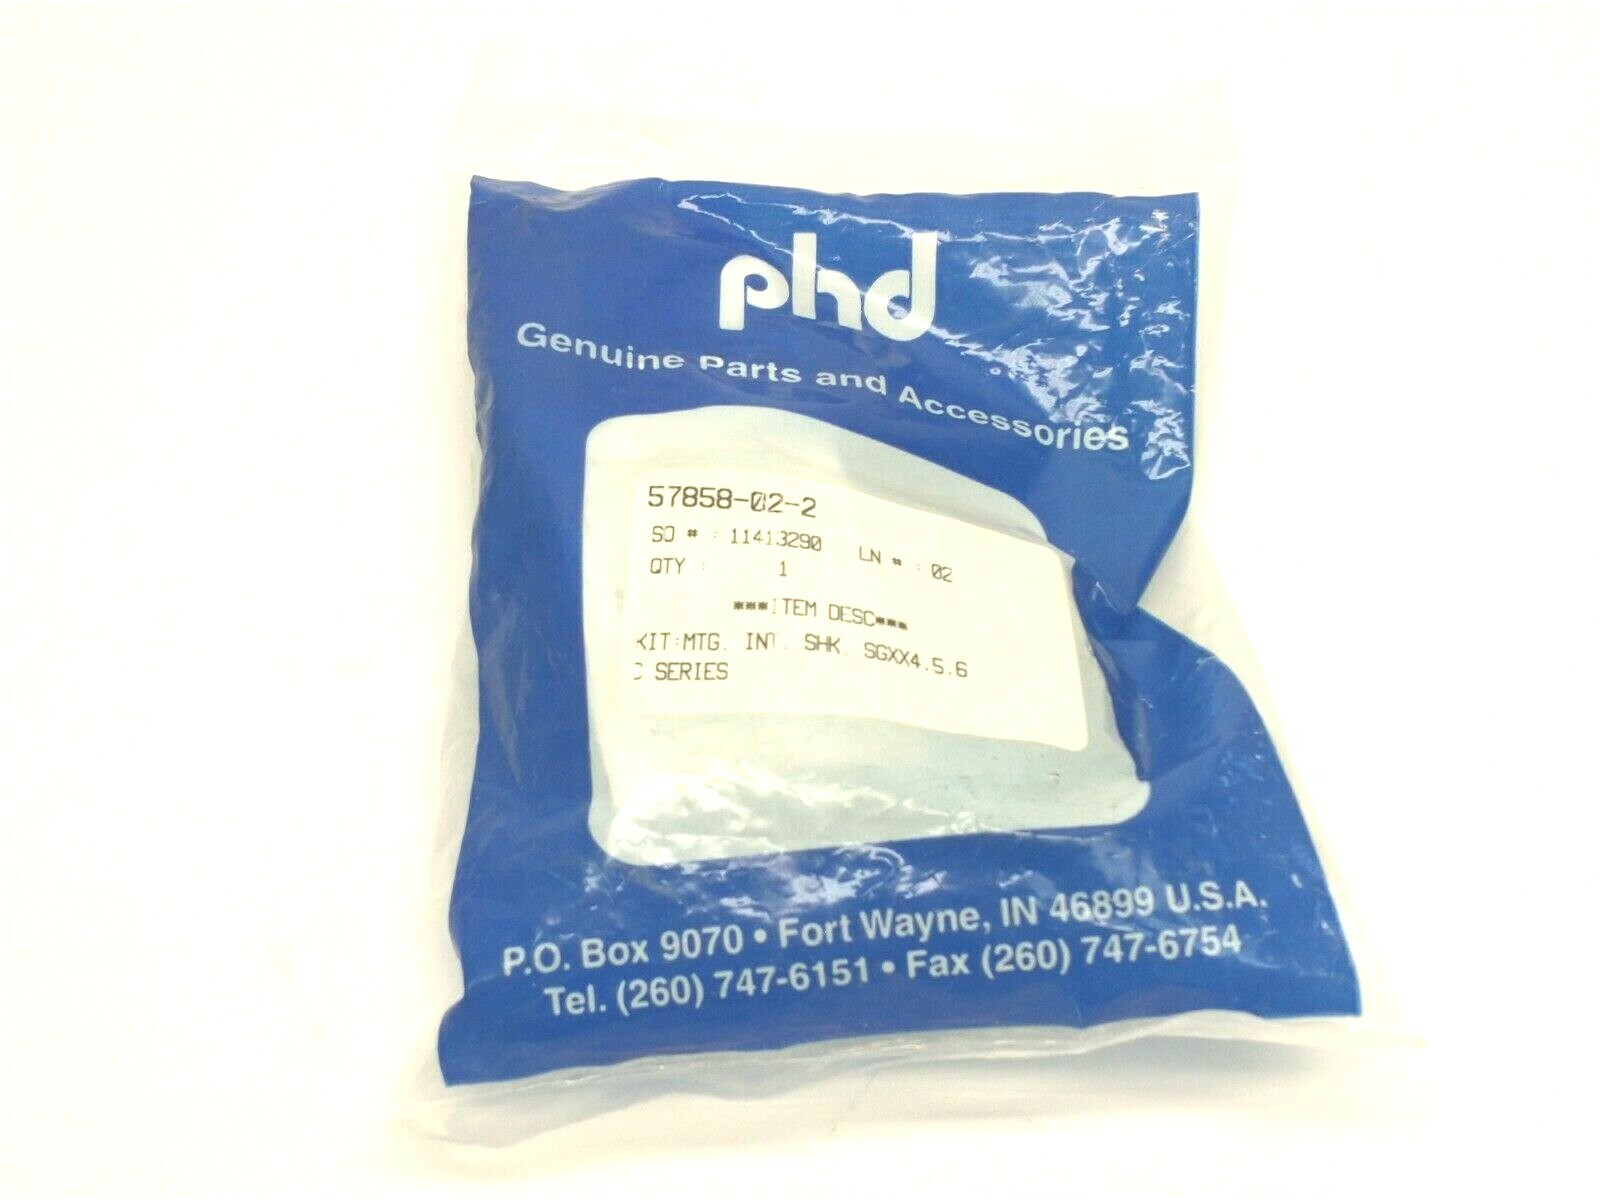 phd
Genuine Parts and Accessories
57858-02-2
SO # : 11413290 LN # : 02
QTY : 1
***ITEM DESC***
KIT:MTG. INT. SHK. SGXX4.5.6
C SERIES
P.O. Box 9070 • Fort Wayne, IN 46899 U.S.A.
Tel. (260) 747-6151 • Fax (260) 747-6754